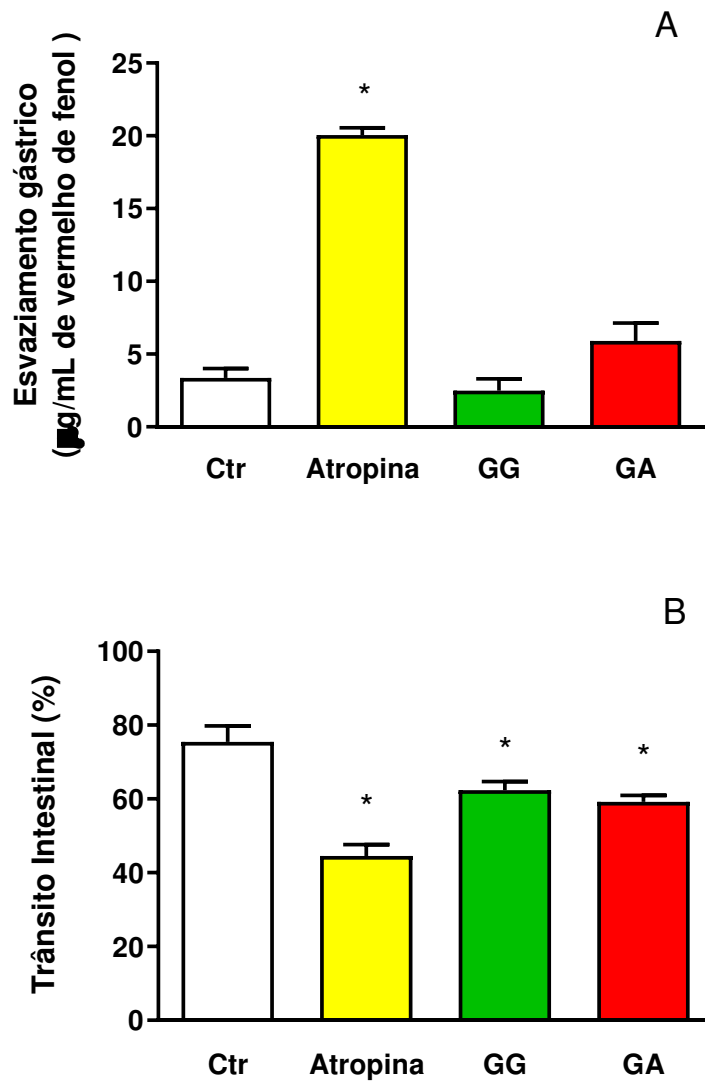 A
Esvaziamento gástrico
(µg/mL de vermelho de fenol )
25
20
15
10
5
0
*
Ctr Atropina GG GA
B
Trânsito Intestinal (%)
100
80
60
40
20
0
* * *
Ctr Atropina GG GA